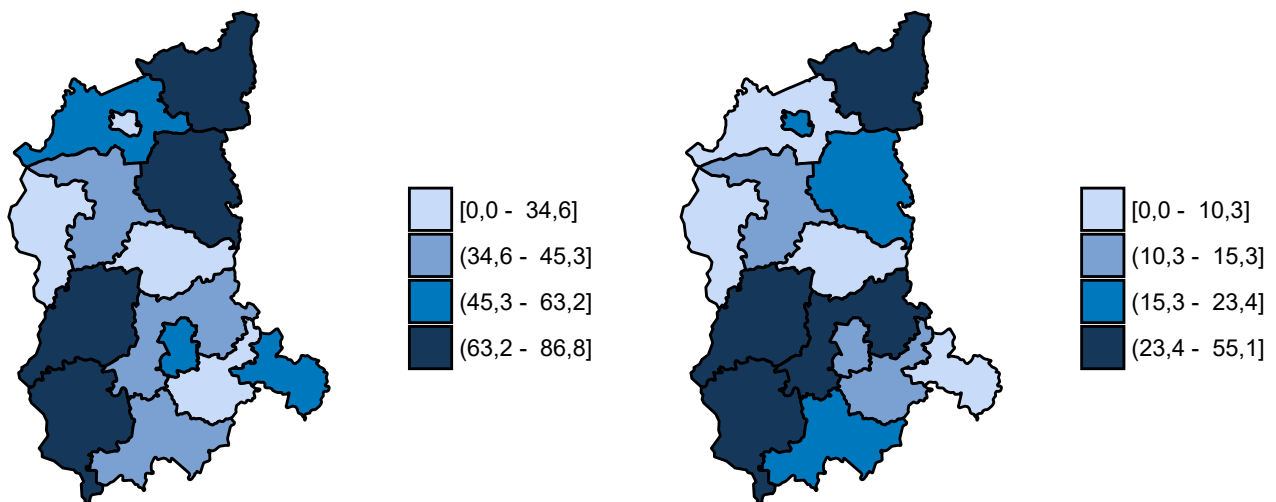 [0,0 - 34,6]
(34,6 - 45,3]
(45,3 - 63,2]
(63,2 - 86,8]
[0,0 - 10,3]
(10,3 - 15,3]
(15,3 - 23,4]
(23,4 - 55,1]